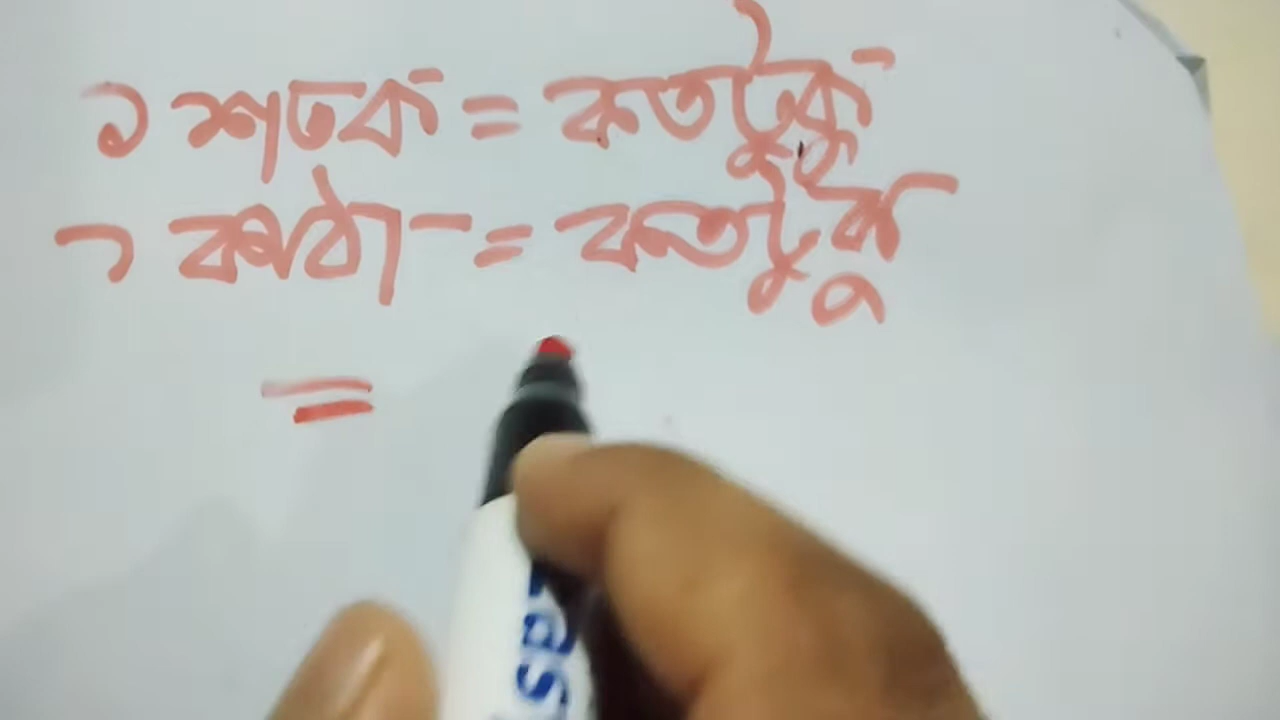 ১ শতক = কতটুকু
১ কাঠা = কতটুকু
=